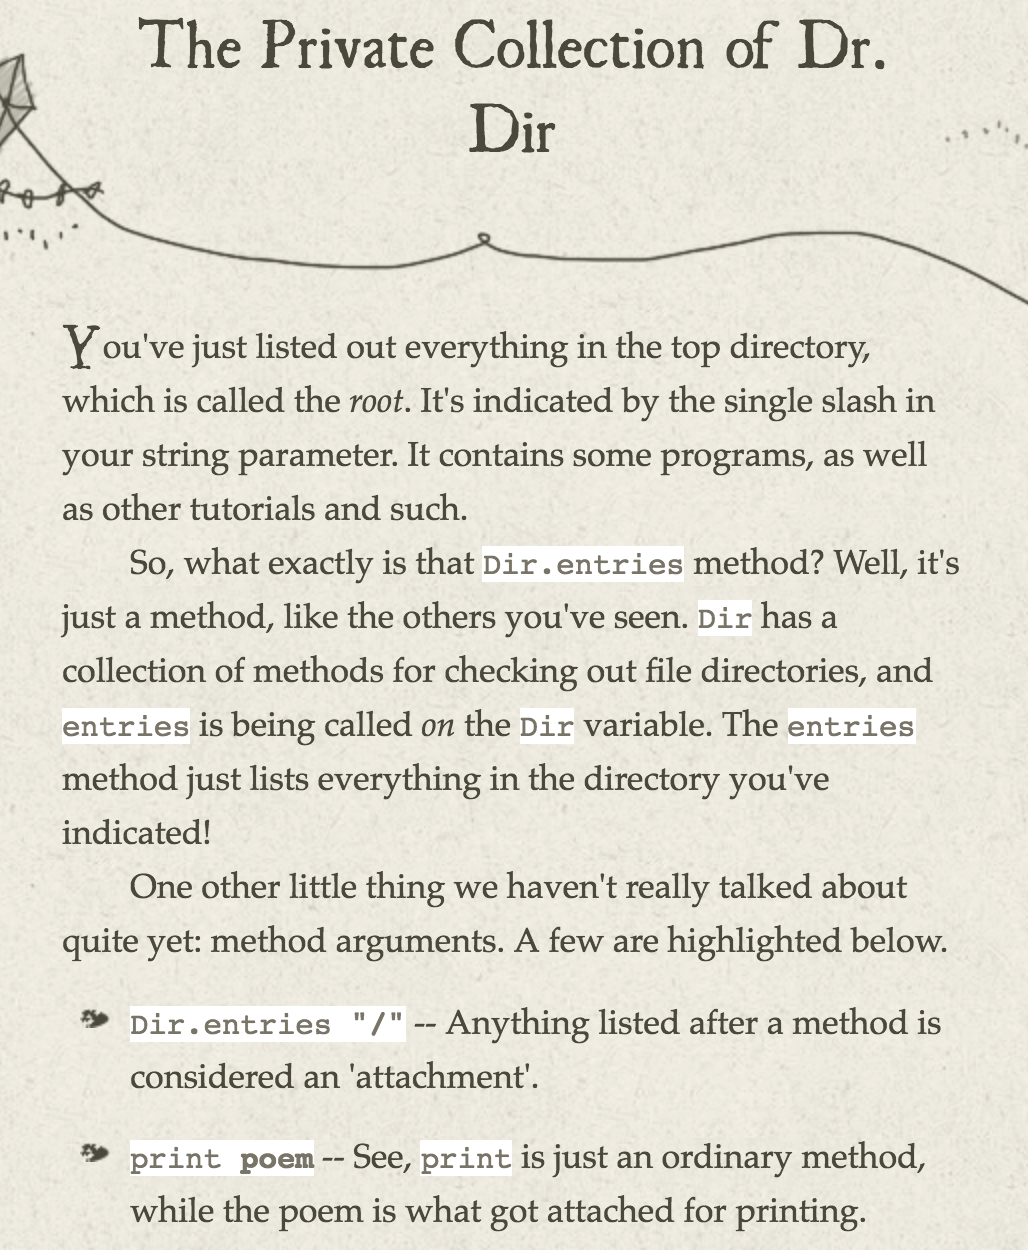 The Private Collection of Dr.
Dir
You've just listed out everything in the top directory,
which is called the root. It's indicated by the single slash in
your string parameter. It contains some programs, as well
as other tutorials and such.
So, what exactly is that Dir.entries method? Well, it's
just a method, like the others you've seen. Dir has a
collection of methods for checking out file directories, and
entries is being called on the Dir variable. The entries
method just lists everything in the directory you've
indicated!
One other little thing we haven't really talked about
quite yet: method arguments. A few are highlighted below.
Dir.entries "/" -- Anything listed after a method is
considered an 'attachment'.
print poem -- See, print is just an ordinary method,
while the poem is what got attached for printing.